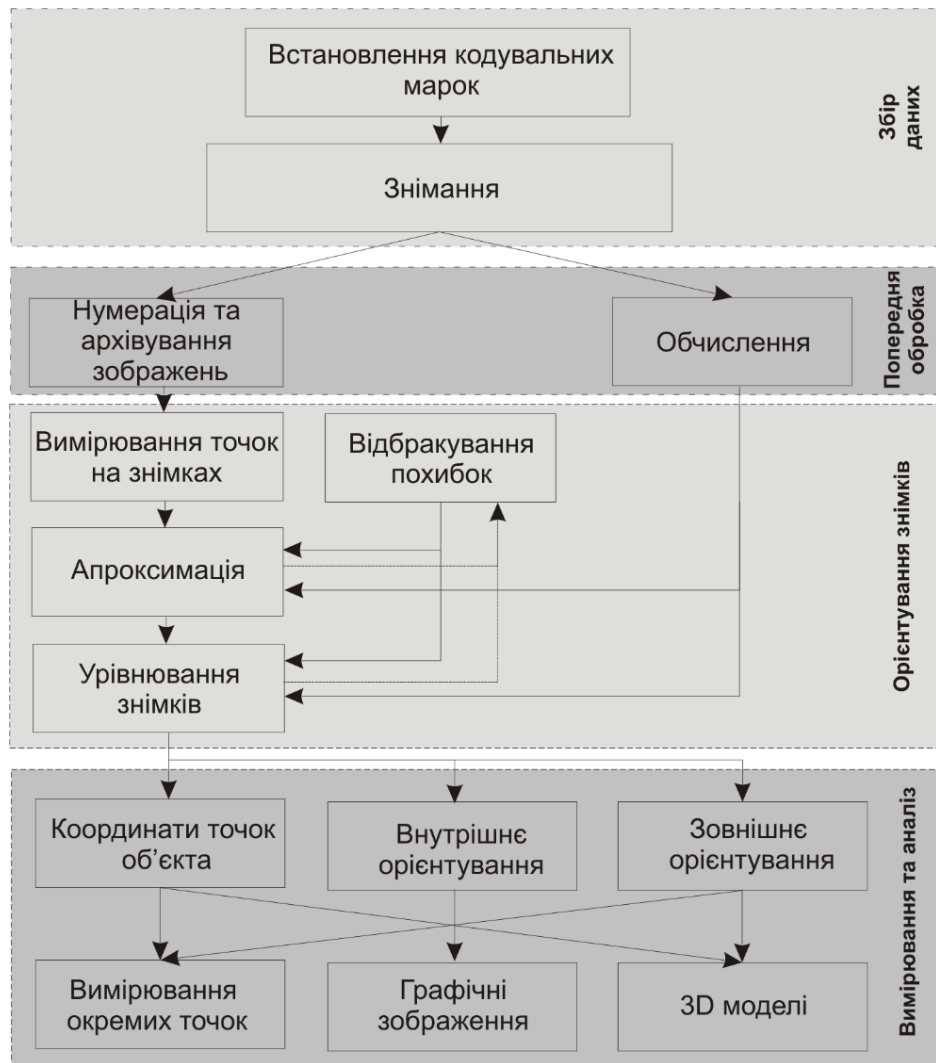 Встановлення кодувальних
марок
Знімання
Збір
даних
Нумерація та
архівування
зображень
Обчислення
Попередня
обробка
Вимірювання точок
на знімках
Відбракування
похибок
Апроксимація
Урівнювання
знімків
Орієнтування знімків
Координати точок
об’єкта
Внутрішнє
орієнтування
Зовнішнє
орієнтування
Вимірювання
окремих точок
Графічні
зображення
3D моделі
Вимірювання та аналіз